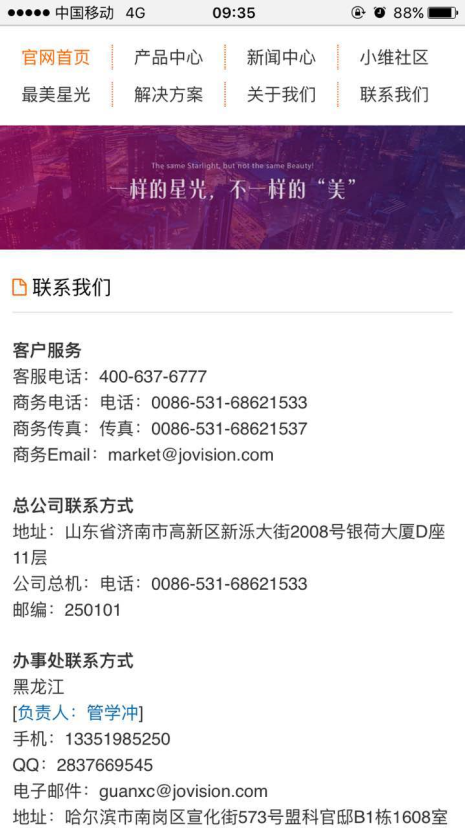 中国移动 4G 09:35 88%
官网首页 产品中心 新闻中心 小维社区
最美星光 解决方案 关于我们 联系我们
The same Starlight, but not the same Beauty!
一样的星光，不一样的“美”
联系我们
客户服务
客服电话：400-637-6777
商务电话：电话：0086-531-68621533
商务传真：传真：0086-531-68621537
商务Email：market@jovision.com
总公司联系方式
地址：山东省济南市高新区新泺大街2008号银荷大厦D座
11层
公司总机：电话：0086-531-68621533
邮编：250101
办事处联系方式
黑龙江
[负责人：管学冲]
手机：13351985250
QQ：2837669545
电子邮件：guanxc@jovision.com
地址：哈尔滨市南岗区宣化街573号盟科官邸B1栋1608室